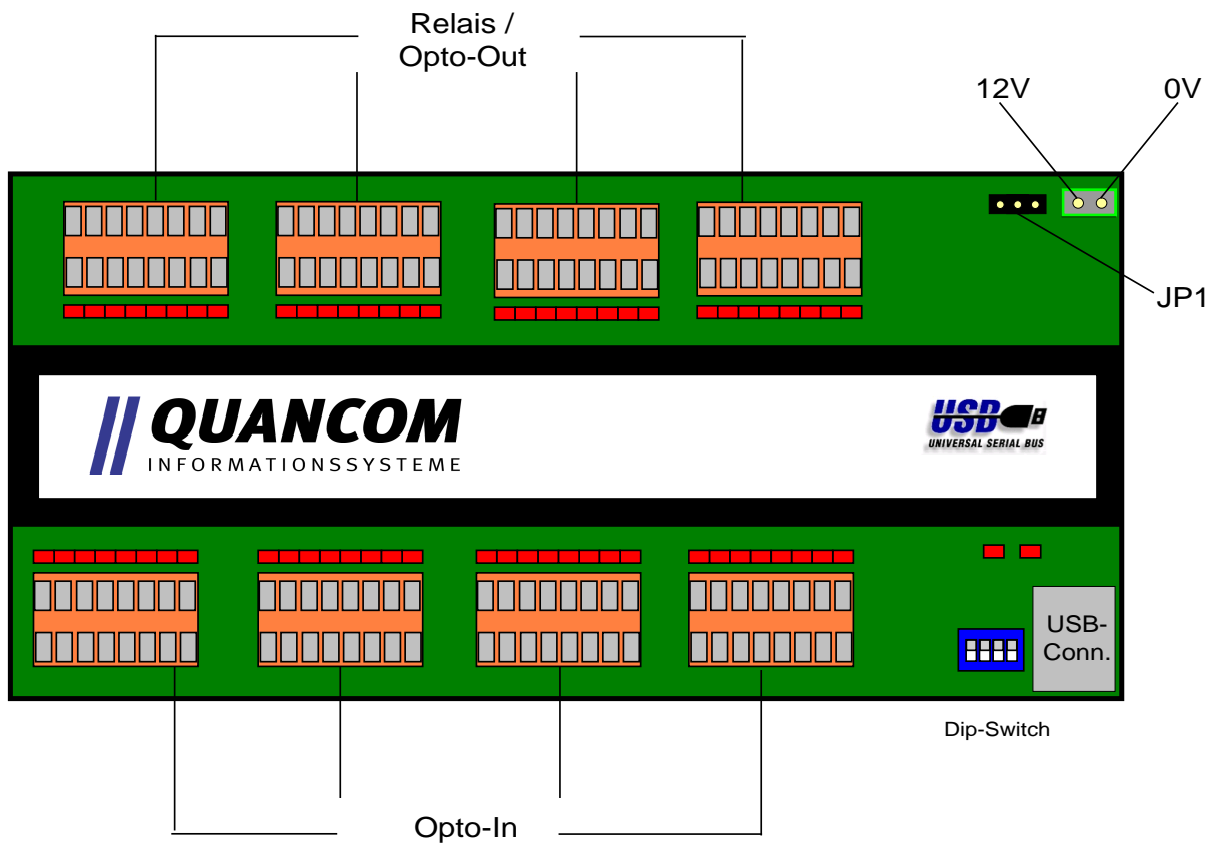 Relais /
Opto-Out
12V
0V
JP1
QUANCOM
INFORMATIONSSYSTEME
USB
UNIVERSAL SERIAL BUS
USB-
Conn.
Dip-Switch
Opto-In